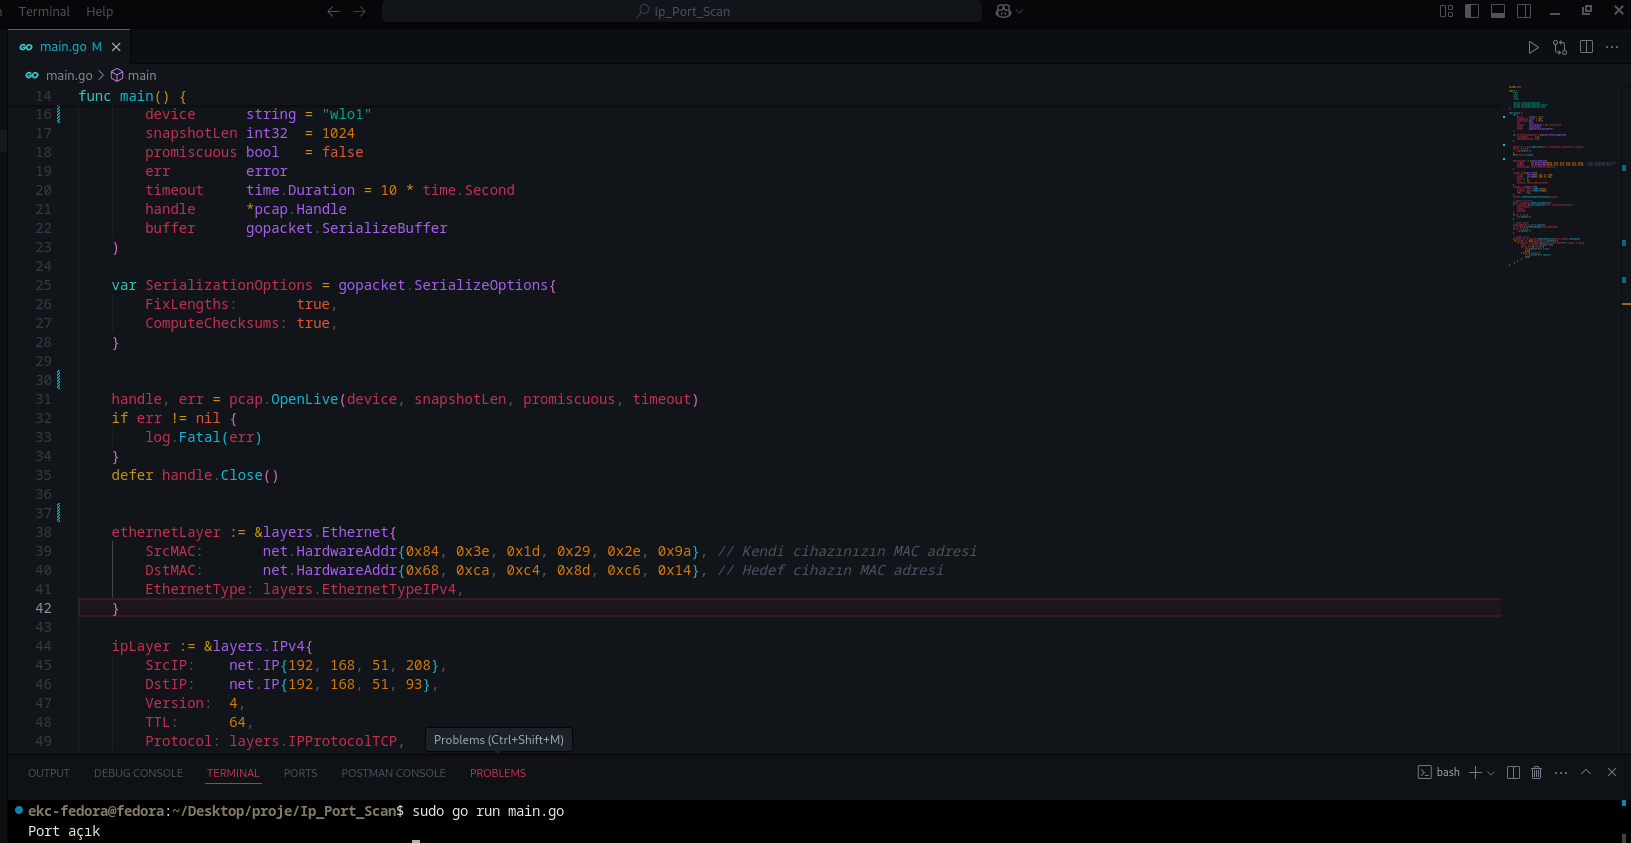 Terminal Help Ip_Port_Scan
main.go M
main.go > main
14 func main() {
16 device string = "wlo1"
17 snapshotLen int32 = 1024
18 promiscuous bool = false
19 err error
20 timeout time.Duration = 10 * time.Second
21 handle *pcap.Handle
22 buffer gopacket.SerializeBuffer
23 )
24
25 var SerializationOptions = gopacket.SerializeOptions{
26 FixLengths: true,
27 ComputeChecksums: true,
28 }
29
30
31 handle, err = pcap.OpenLive(device, snapshotLen, promiscuous, timeout)
32 if err != nil {
33 log.Fatal(err)
34 }
35 defer handle.Close()
36
37
38 ethernetLayer := &layers.Ethernet{
39 SrcMAC: net.HardwareAddr{0x84, 0x3e, 0x1d, 0x29, 0x2e, 0x9a}, // Kendi cihazınızın MAC adresi
40 DstMAC: net.HardwareAddr{0x68, 0xca, 0xc4, 0x8d, 0xc6, 0x14}, // Hedef cihazın MAC adresi
41 EthernetType: layers.EthernetTypeIPv4,
42 }
43
44 ipLayer := &layers.IPv4{
45 SrcIP: net.IP{192, 168, 51, 208},
46 DstIP: net.IP{192, 168, 51, 93},
47 Version: 4,
48 TTL: 64,
49 Protocol: layers.IPProtocolTCP,
Problems (Ctrl+Shift+M)
OUTPUT DEBUG CONSOLE TERMINAL PORTS POSTMAN CONSOLE PROBLEMS bash
ekc-fedora@fedora:~/Desktop/proje/Ip_Port_Scan$ sudo go run main.go
Port açık